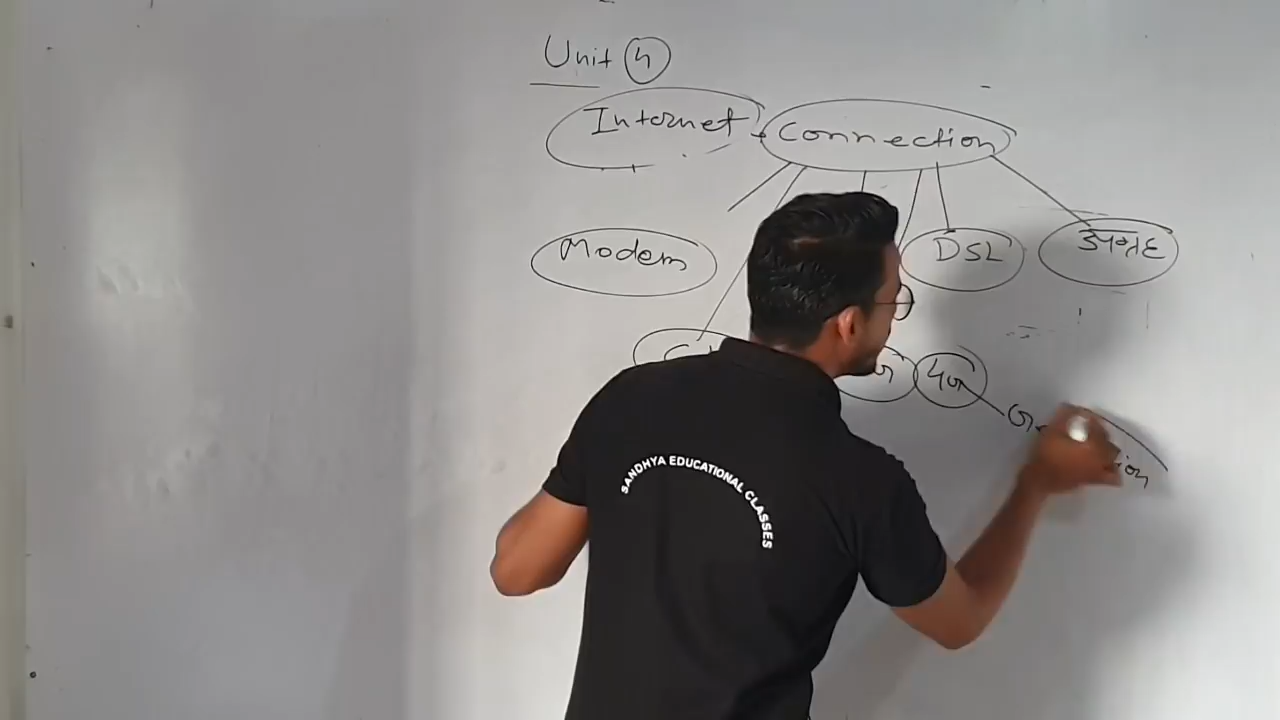 Unit 4
Internet Connection
Modem
DSL
उपग्रह
4G
SANDHYA EDUCATIONAL CLASSES